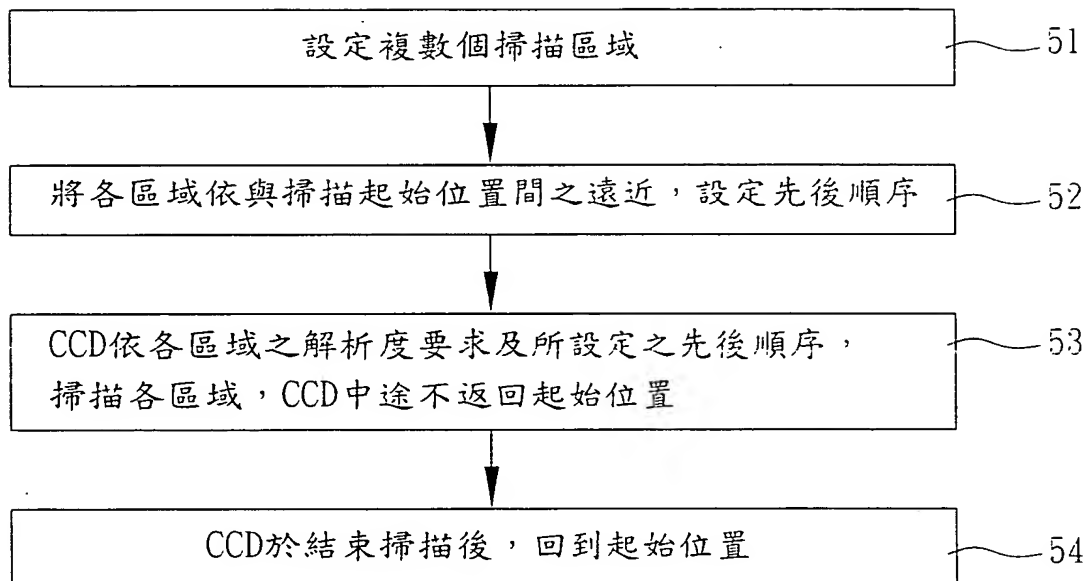 設定複數個掃描區域
51
將各區域依與掃描起始位置間之遠近，設定先後順序
52
CCD依各區域之解析度要求及所設定之先後順序，
掃描各區域，CCD中途不返回起始位置
53
CCD於結束掃描後，回到起始位置
54